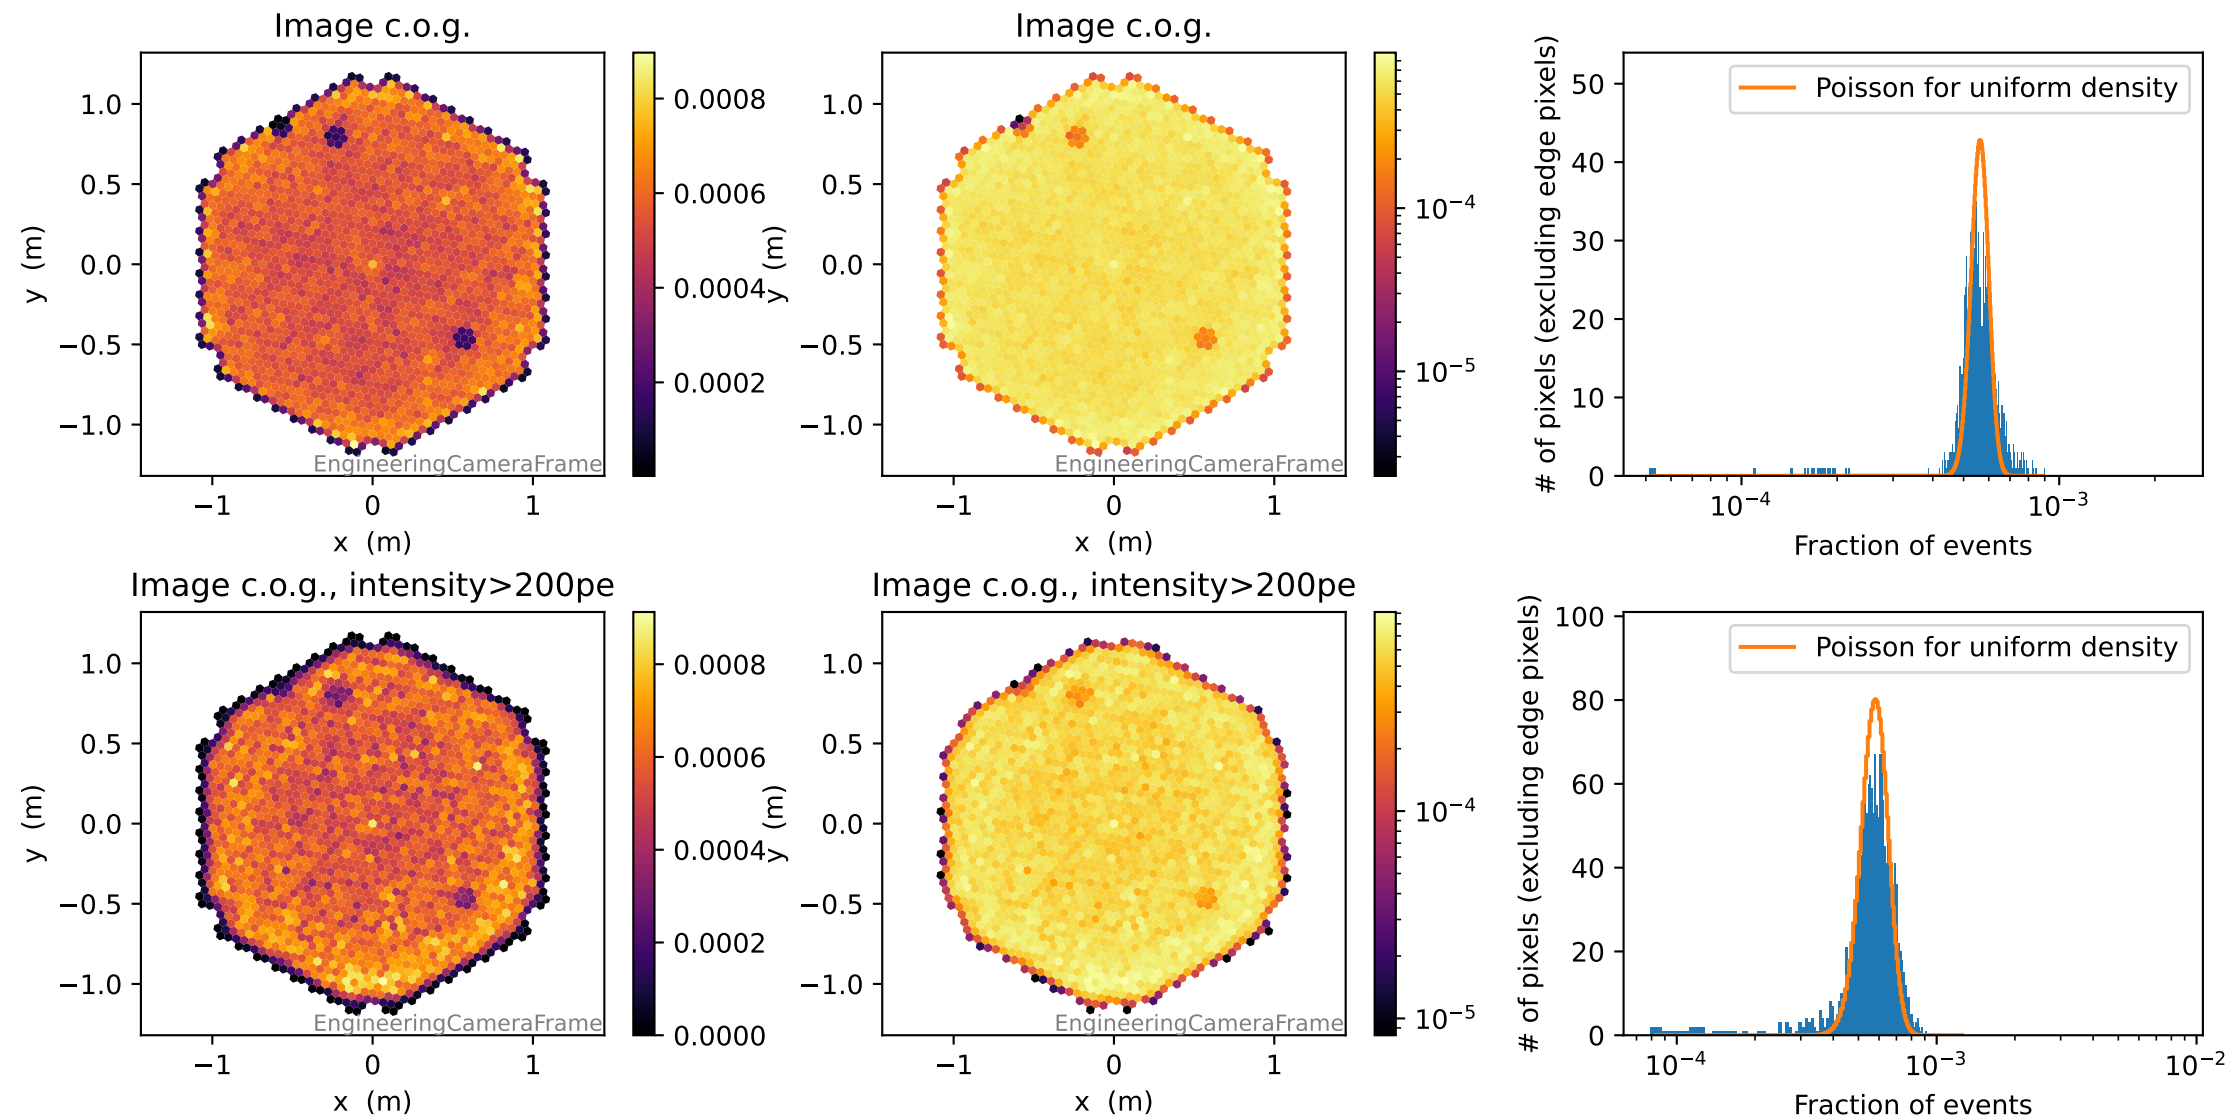 Image c.o.g.
y (m)
1.0
0.5
0.0
−0.5
−1.0
−1
0
1
x (m)
EngineeringCameraFrame
0.0008
0.0006
0.0004
0.0002
Image c.o.g.
y (m)
1.0
0.5
0.0
−0.5
−1.0
−1
0
1
x (m)
EngineeringCameraFrame
10⁻⁴
10⁻⁵
# of pixels (excluding edge pixels)
50
40
30
20
10
0
Poisson for uniform density
10⁻⁴
10⁻³
Fraction of events
Image c.o.g., intensity>200pe
y (m)
1.0
0.5
0.0
−0.5
−1.0
−1
0
1
x (m)
EngineeringCameraFrame
0.0008
0.0006
0.0004
0.0002
0.0000
Image c.o.g., intensity>200pe
y (m)
1.0
0.5
0.0
−0.5
−1.0
−1
0
1
x (m)
EngineeringCameraFrame
10⁻⁴
10⁻⁵
# of pixels (excluding edge pixels)
100
80
60
40
20
0
Poisson for uniform density
10⁻⁴
10⁻³
10⁻²
Fraction of events